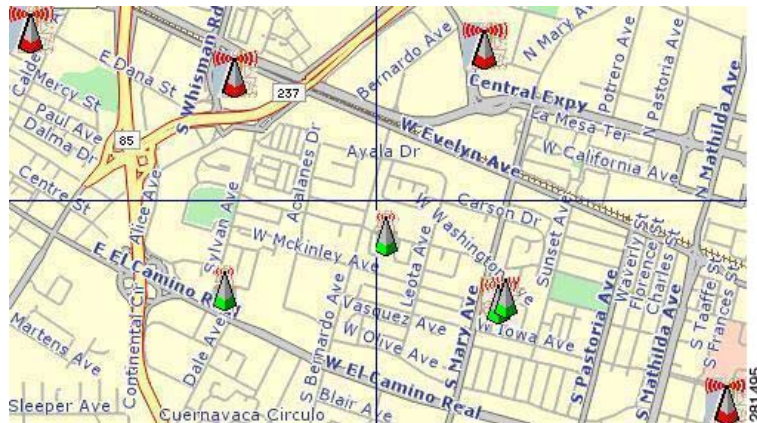 Calde
Mercy St
E Dana St
S Whisman Rd
237
Bernardo Ave
N Mary Ave
Potrero Ave
N Pastoria Ave
Central Expy
La Mesa Ter
W California Ave
N Mathilda Ave
Paul Ave
Dalma Dr
85
Centre St
Alice Ave
Sylvan Ave
Acalanes Dr
Ayala Dr
W Evelyn Ave
Carson Dr
W Washington Ave
Sunset Ave
W McKinley Ave
Leota Ave
E El Camino Real
Continental Cir
Dale Ave
S Bernardo Ave
Vasquez Ave
W Olive Ave
W Iowa Ave
S Mary Ave
S Pastoria Ave
Waverly St
Florence St
Charles St
S Mathilda Ave
S Taaffe St
S Frances St
Martens Ave
W El Camino Real
Blair Ave
Sleeper Ave
Cuernavaca Circulo
281495